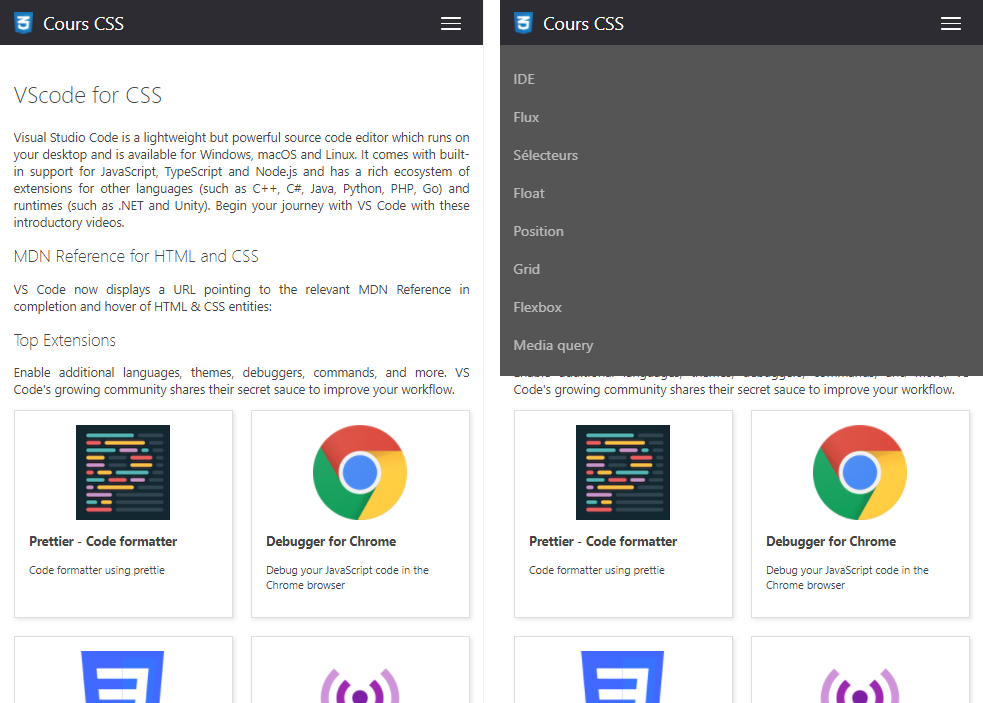 Cours CSS
VScode for CSS
Visual Studio Code is a lightweight but powerful source code editor which runs on
your desktop and is available for Windows, macOS and Linux. It comes with built-
in support for JavaScript, TypeScript and Node.js and has a rich ecosystem of
extensions for other languages (such as C++, C#, Java, Python, PHP, Go) and
runtimes (such as .NET and Unity). Begin your journey with VS Code with these
introductory videos.
MDN Reference for HTML and CSS
VS Code now displays a URL pointing to the relevant MDN Reference in
completion and hover of HTML & CSS entities:
Top Extensions
Enable additional languages, themes, debuggers, commands, and more. VS
Code's growing community shares their secret sauce to improve your workflow.
Prettier - Code formatter
Code formatter using prettie
Debugger for Chrome
Debug your JavaScript code in the
Chrome browser
Cours CSS
IDE
Flux
Sélecteurs
Float
Position
Grid
Flexbox
Media query
Enable additional languages, themes, debuggers, commands, and more. VS
Code's growing community shares their secret sauce to improve your workflow.
Prettier - Code formatter
Code formatter using prettie
Debugger for Chrome
Debug your JavaScript code in the
Chrome browser